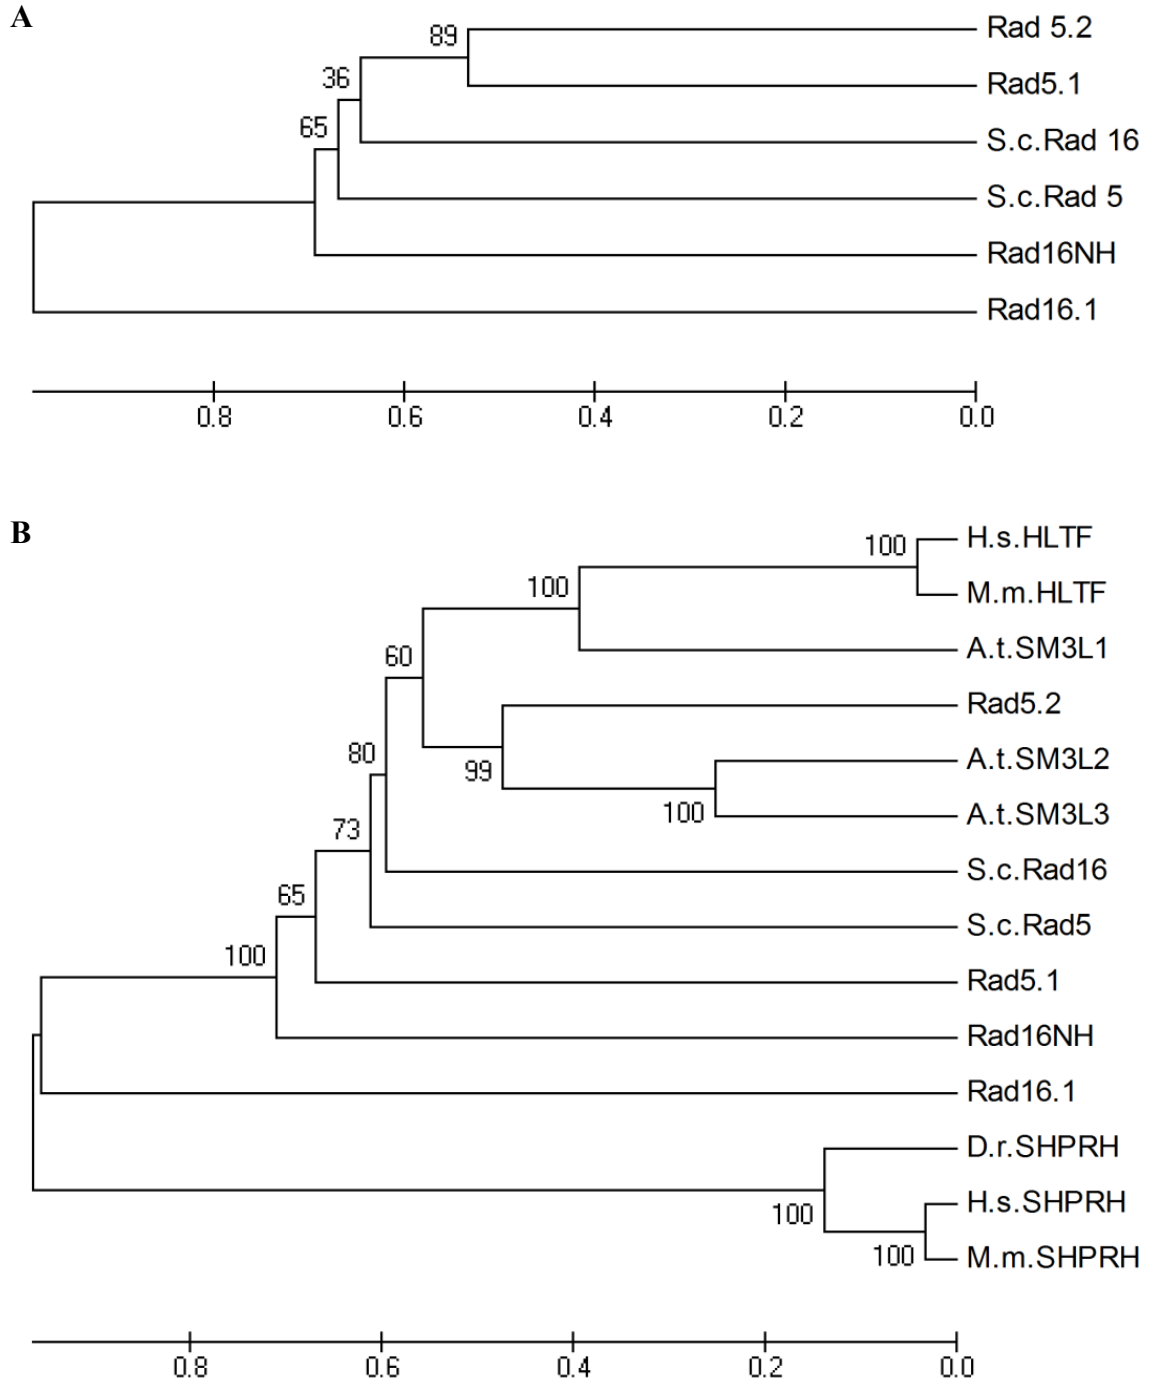 A
89
Rad 5.2
Rad5.1
36
S.c.Rad 16
65
S.c.Rad 5
Rad16NH
Rad16.1
0.8 0.6 0.4 0.2 0.0
B
100
H.s.HLTF
M.m.HLTF
100
A.t.SM3L1
60
Rad5.2
99
A.t.SM3L2
100
A.t.SM3L3
80
S.c.Rad16
73
S.c.Rad5
65
Rad5.1
100
Rad16NH
Rad16.1
D.r.SHPRH
100
H.s.SHPRH
100
M.m.SHPRH
0.8 0.6 0.4 0.2 0.0